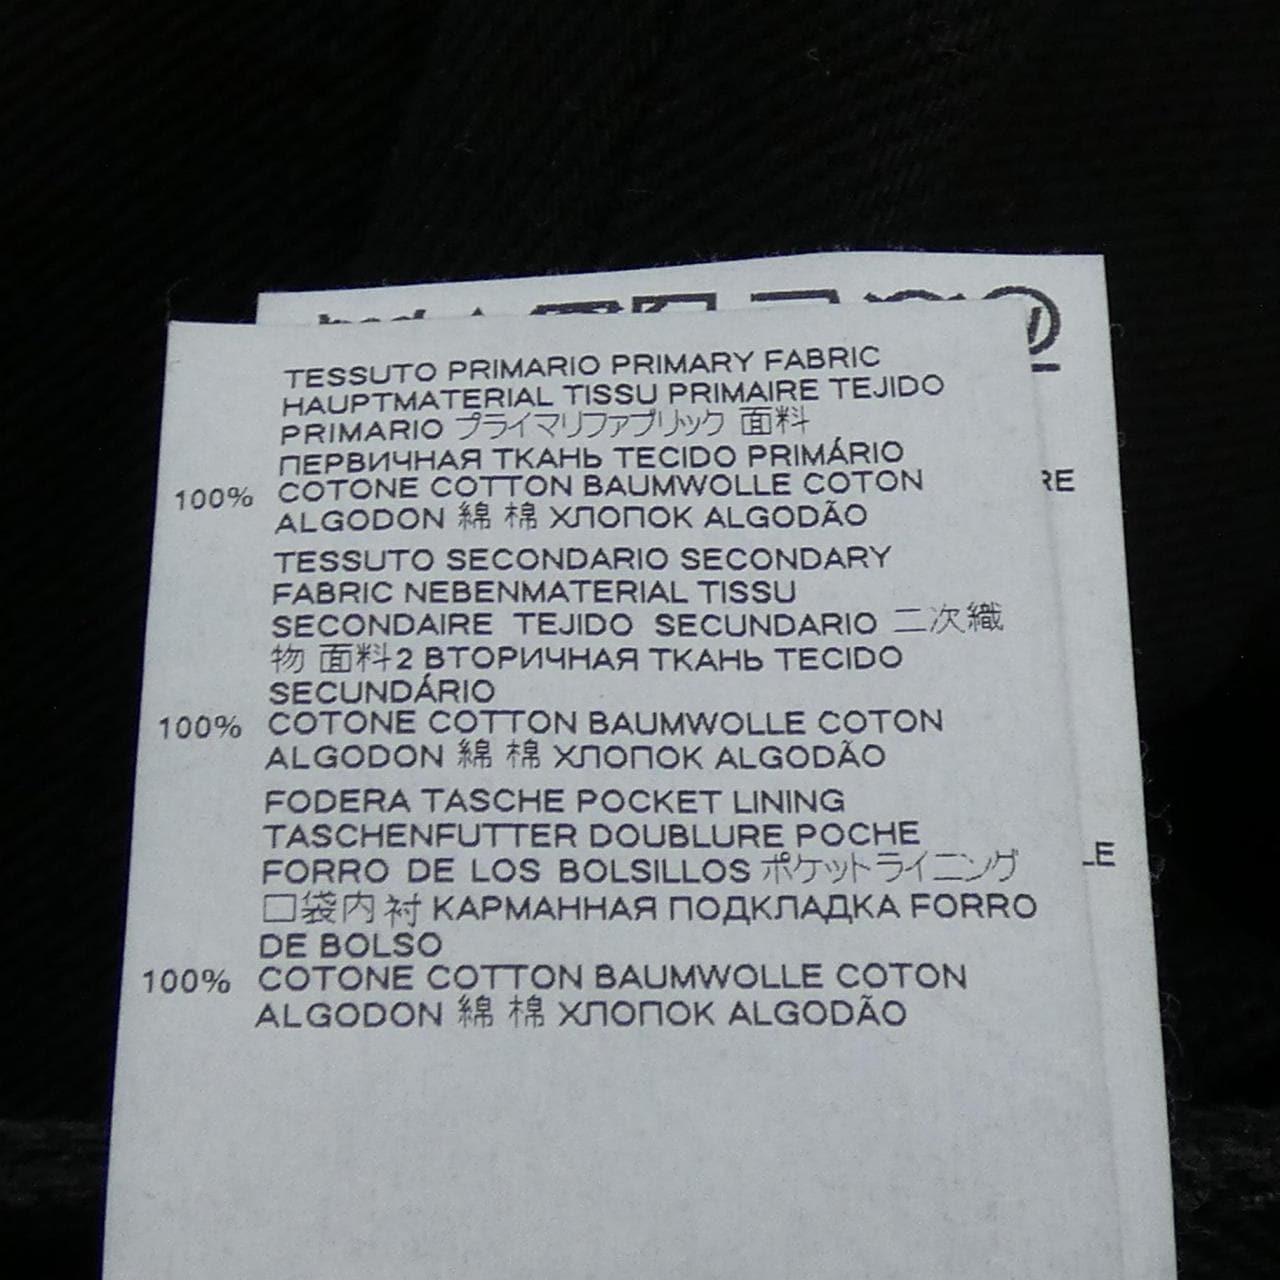 TESSUTO PRIMARIO PRIMARY FABRIC
HAUPTMATERIAL TISSU PRIMAIRE TEJIDO
PRIMARIO プライマリファブリック 面料
ПЕРВИЧНАЯ ТКАНЬ TECIDO PRIMÁRIO
100% COTONE COTTON BAUMWOLLE COTON
ALGODON 綿 棉 ХЛОПОК ALGODÃO
TESSUTO SECONDARIO SECONDARY
FABRIC NEBENMATERIAL TISSU
SECONDAIRE TEJIDO SECUNDARIO 二次織
物 面料2 ВТОРИЧНАЯ ТКАНЬ TECIDO
SECUNDÁRIO
100% COTONE COTTON BAUMWOLLE COTON
ALGODON 綿 棉 ХЛОПОК ALGODÃO
FODERA TASCHE POCKET LINING
TASCHENFUTTER DOUBLURE POCHE
FORRO DE LOS BOLSILLOS ポケットライニング
口袋内衬 КАРМАННАЯ ПОДКЛАДКА FORRO
DE BOLSO
100% COTONE COTTON BAUMWOLLE COTON
ALGODON 綿 棉 ХЛОПОК ALGODÃO